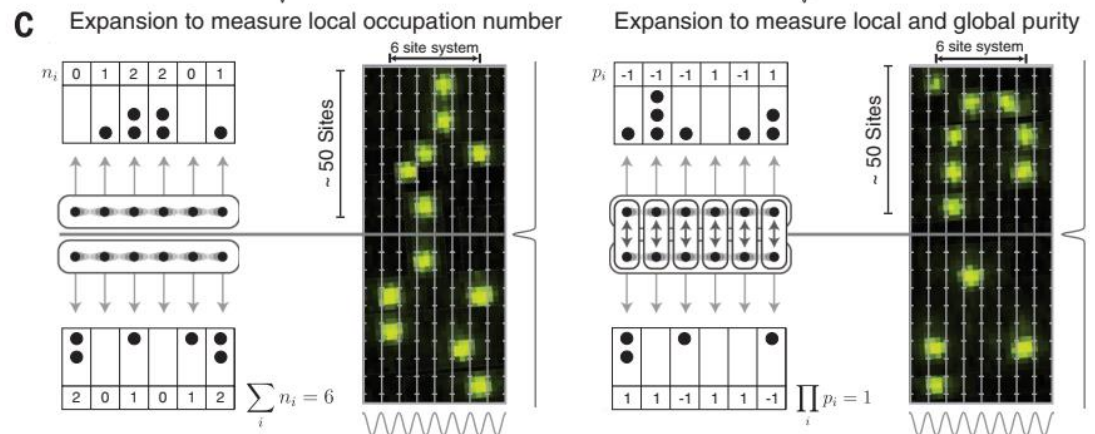 C
Expansion to measure local occupation number
n_i 0 1 2 2 0 1
6 site system
~ 50 Sites
2 0 1 0 1 2
∑_i n_i = 6
Expansion to measure local and global purity
p_i -1 -1 -1 1 -1 1
6 site system
~ 50 Sites
1 1 -1 1 1 -1
∏_i p_i = 1